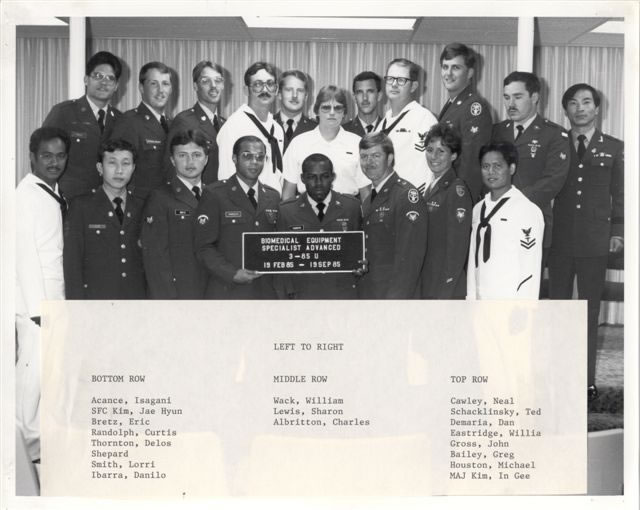 BIOMEDICAL EQUIPMENT
SPECIALIST ADVANCED
3-85 U
19 FEB 85 - 19 SEP 85
LEFT TO RIGHT
BOTTOM ROW
Acance, Isagani
SFC Kim, Jae Hyun
Bretz, Eric
Randolph, Curtis
Thornton, Delos
Shepard
Smith, Lorri
Ibarra, Danilo
MIDDLE ROW
Wack, William
Lewis, Sharon
Albritton, Charles
TOP ROW
Cawley, Neal
Schacklinsky, Ted
Demaria, Dan
Eastridge, Willia
Gross, John
Bailey, Greg
Houston, Michael
MAJ Kim, In Gee